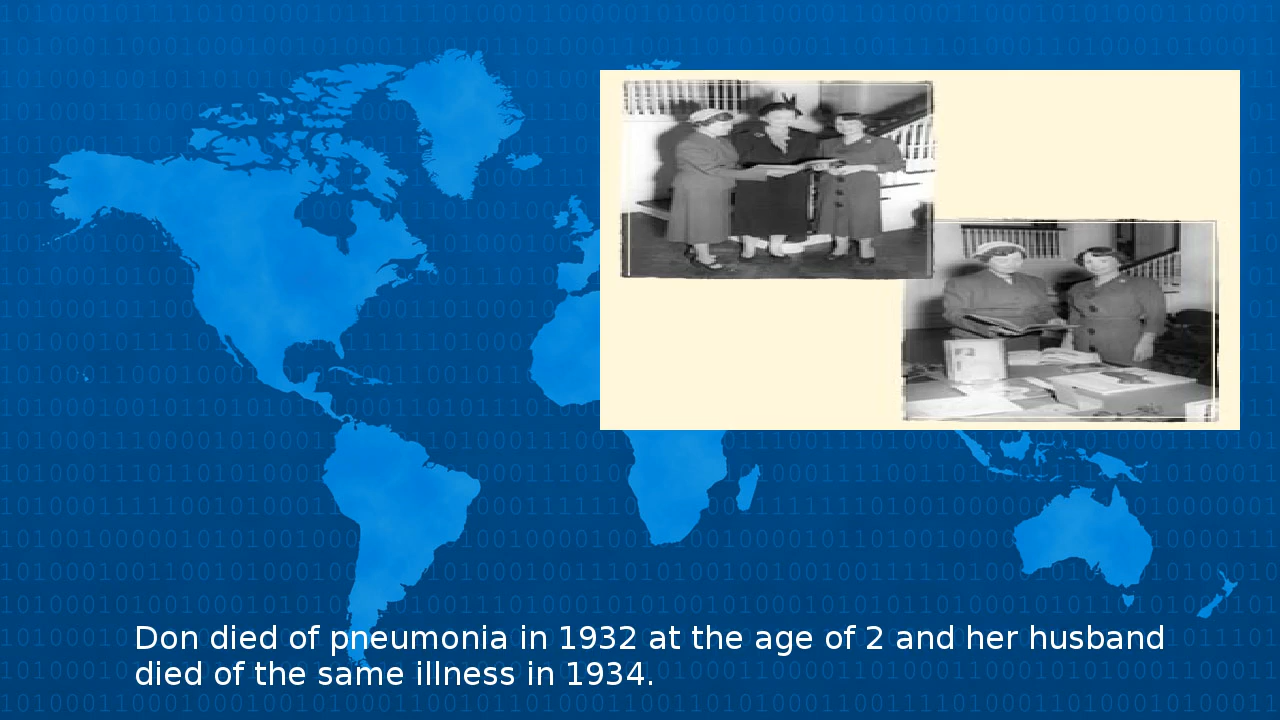 Don died of pneumonia in 1932 at the age of 2 and her husband
died of the same illness in 1934.